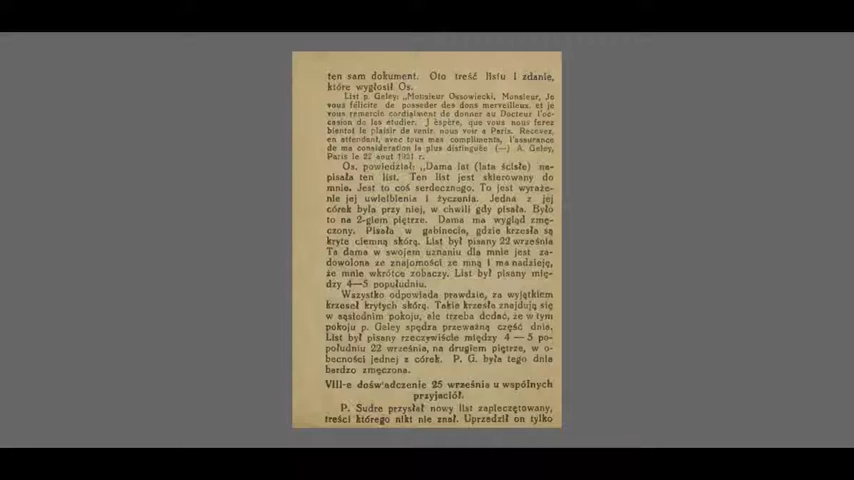 ten sam dokument. Oto treść listu i zdanie,
które wygłosił Os.
List p. Geley: „Monsieur Ossowiecki, Monsieur, Je
vous félicite de posseder des dons merveilleus, et je
vous remercie cordialment de donner au Docteur l'oc-
casion de les étudier. J éspère, que vous nous ferez
bientot le plaisir de venir, nous voir a Paris. Recevez,
en attendant, avec tous mes compliments, l'assurance
de ma consideration la plus distinguée (—) A. Geley,
Paris le 22 aout 1921 r.
Os. powiedział: „Dama lat (lata ścisłe) na-
pisała ten list. Ten list jest skierowany do
mnie. Jest to coś serdecznego. To jest wyraże-
nie jej uwielbienia i życzenia. Jedna z jej
córek była przy niej, w chwili gdy pisała. Było
to na 2-giem piętrze. Dama ma wygląd zmę-
czony. Pisała w gabinecie, gdzie krzesła są
kryte ciemną skórą. List był pisany 22 września
Ta dama w swojem uznaniu dla mnie jest za-
dowolona ze znajomości ze mną i ma nadzieję,
że mnie wkrótce zobaczy. List był pisany mię-
dzy 4—5 popołudniu.
Wszystko odpowiada prawdzie, za wyjątkiem
krzeseł krytych skórą. Takie krzesła znajdują się
w sąsiednim pokoju, ale trzeba dodać, że w tym
pokoju p. Geley spędza przeważną część dnia.
List był pisany rzeczywiście między 4 — 5 po-
południu 22 września, na drugiem piętrze, w o-
becności jednej z córek. P. G. była tego dnia
bardzo zmęczona.
VIII-e doświadczenie 25 września u wspólnych
przyjaciół.
P. Sudre przysłał nowy list zapieczętowany,
treści którego nikt nie znał. Uprzedził on tylko